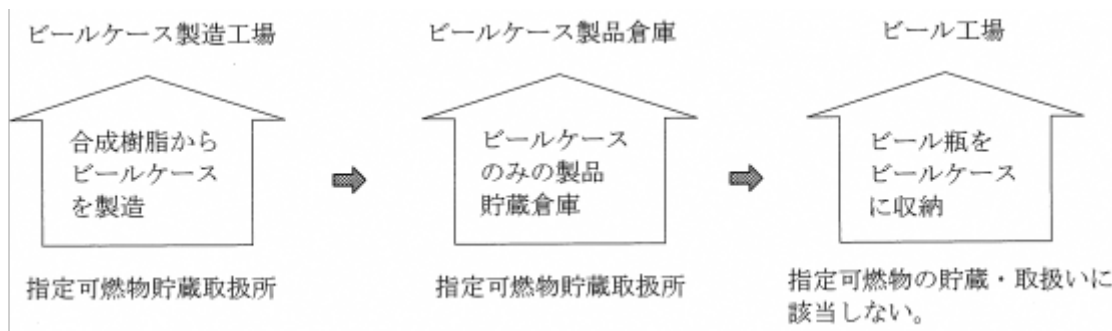 ビールケース製造工場
ビールケース製品倉庫
ビール工場
合成樹脂から
ビールケース
を製造
ビールケース
のみの製品
貯蔵倉庫
ビール瓶を
ビールケース
に収納
指定可燃物貯蔵取扱所
指定可燃物貯蔵取扱所
指定可燃物の貯蔵・取扱いに
該当しない。